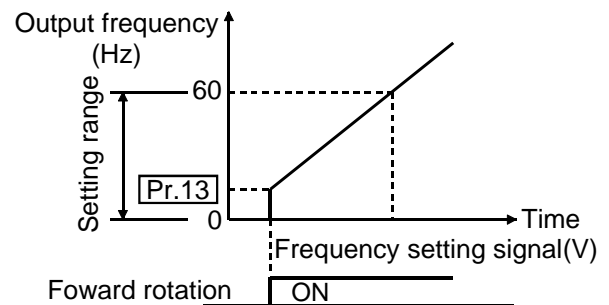 Output frequency
(Hz)
Setting range
60
Pr.13
0
Time
Frequency setting signal(V)
Foward rotation
ON